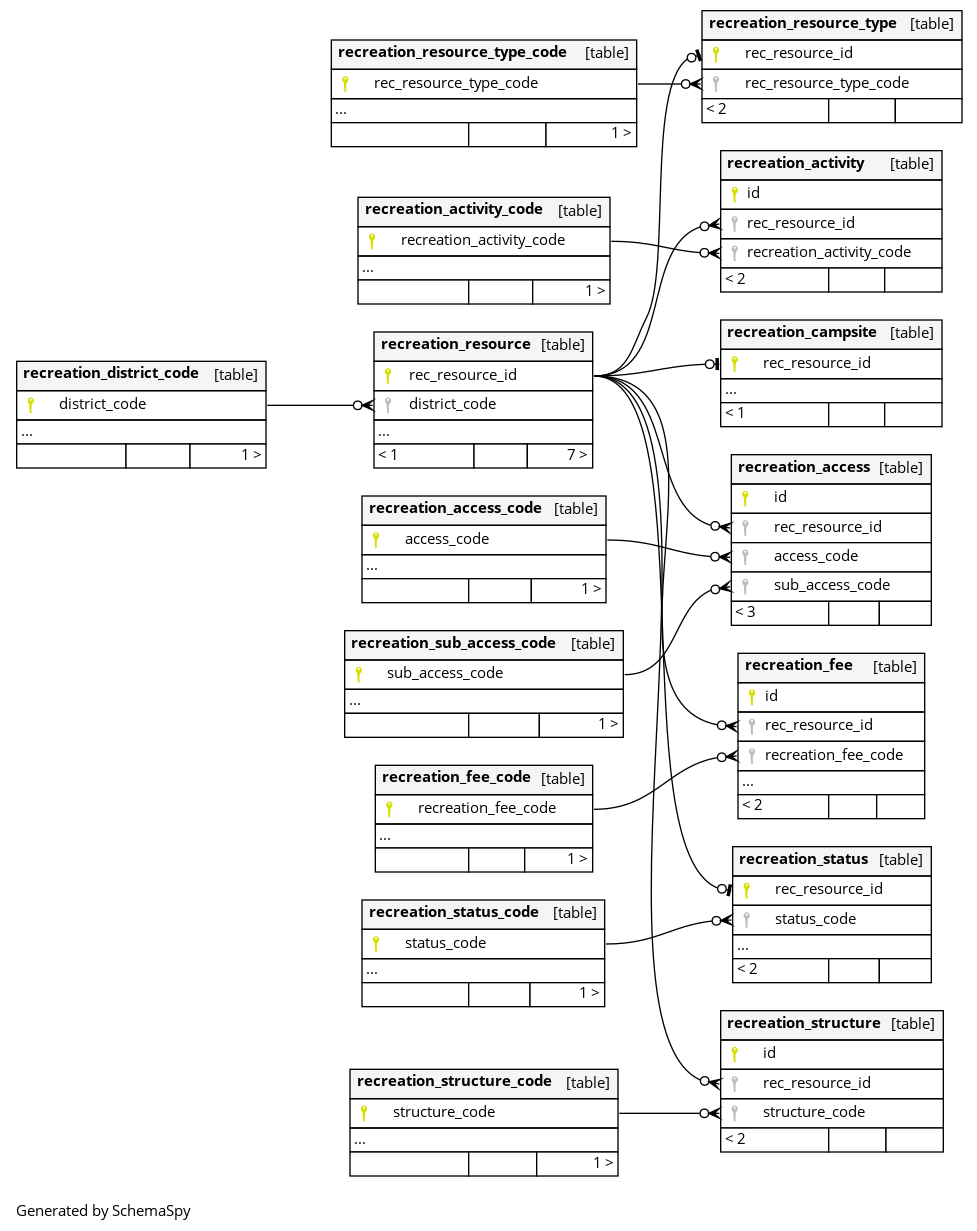 recreation_resource_type [table]
rec_resource_id
rec_resource_type_code
< 2
recreation_resource_type_code [table]
rec_resource_type_code
...
1 >
recreation_activity [table]
id
rec_resource_id
recreation_activity_code
< 2
recreation_activity_code [table]
recreation_activity_code
...
1 >
recreation_campsite [table]
rec_resource_id
...
< 1
recreation_resource [table]
rec_resource_id
district_code
...
< 1 7 >
recreation_district_code [table]
district_code
...
1 >
recreation_access [table]
id
rec_resource_id
access_code
sub_access_code
< 3
recreation_access_code [table]
access_code
...
1 >
recreation_sub_access_code [table]
sub_access_code
...
1 >
recreation_fee [table]
id
rec_resource_id
recreation_fee_code
...
< 2
recreation_fee_code [table]
recreation_fee_code
...
1 >
recreation_status [table]
rec_resource_id
status_code
...
< 2
recreation_status_code [table]
status_code
...
1 >
recreation_structure [table]
id
rec_resource_id
structure_code
< 2
recreation_structure_code [table]
structure_code
...
1 >
Generated by SchemaSpy